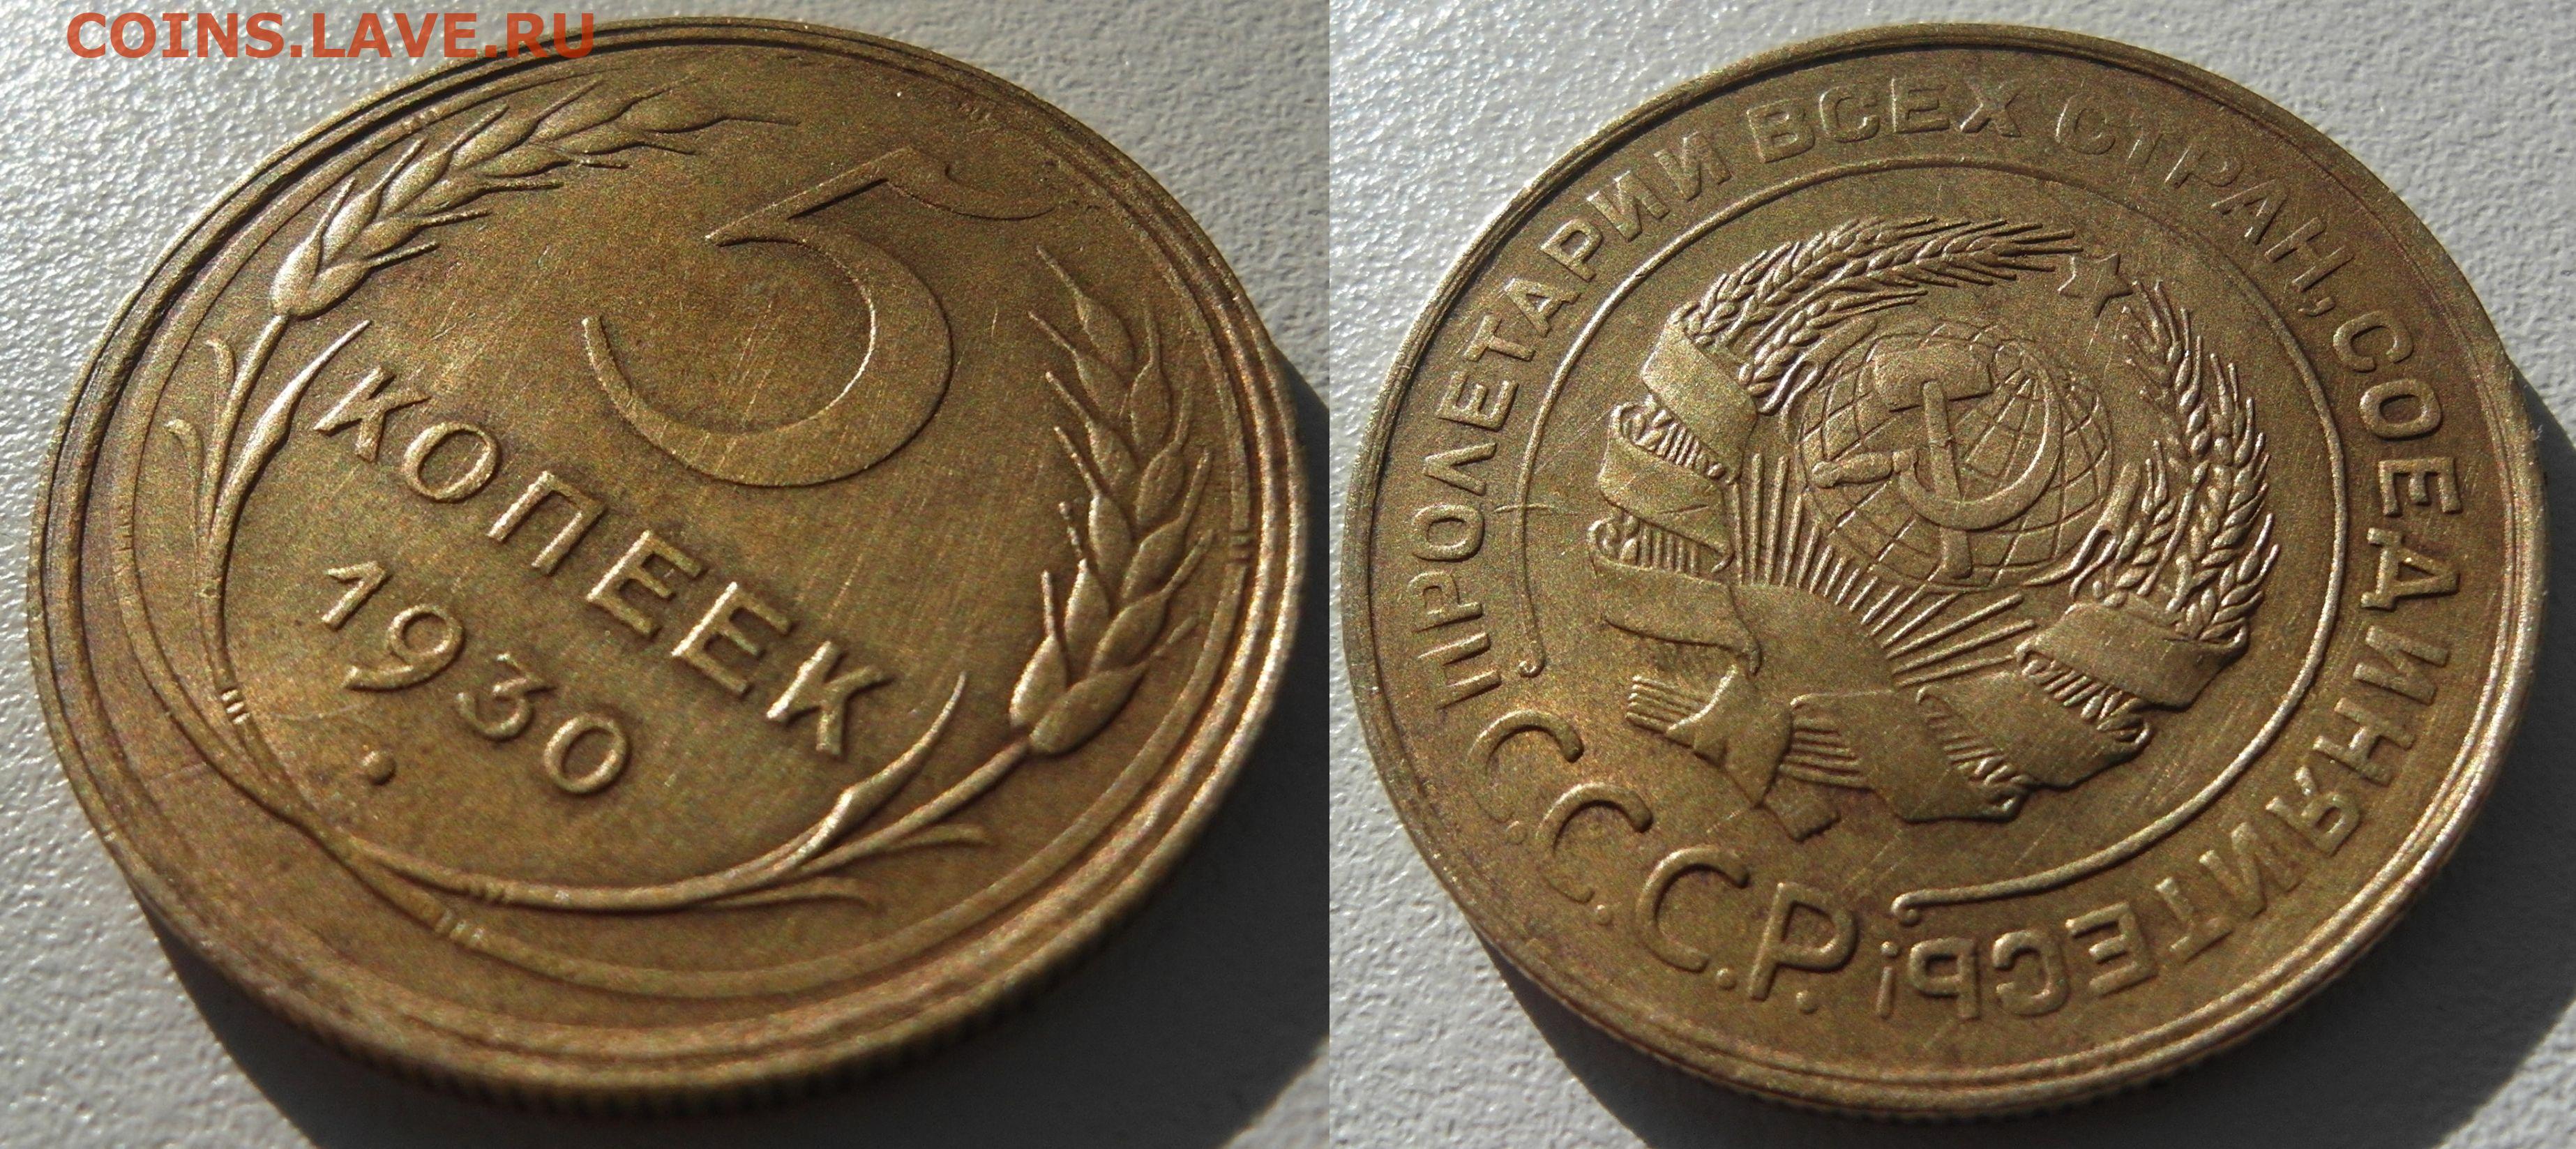 COINS.LAVE.RU
5
КОПЕЕК
1930
ПРОЛЕТАРИИ ВСЕХ СТРАН, СОЕДИНЯЙТЕСЬ!
С.С.С.Р.